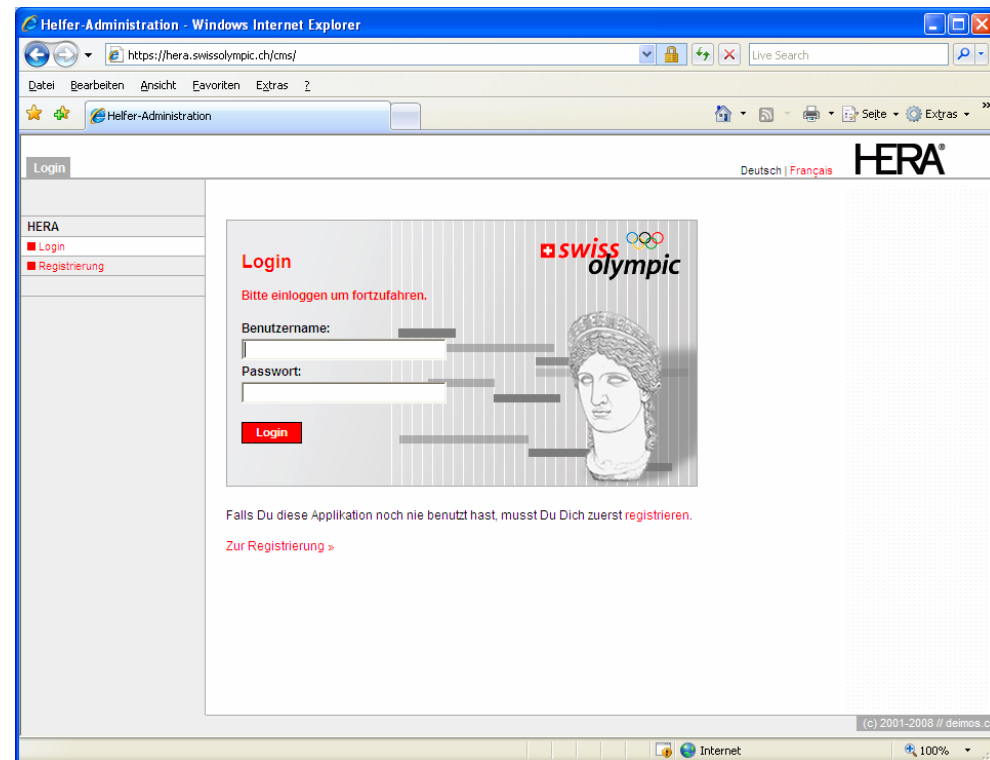 Helfer-Administration - Windows Internet Explorer
https://hera.swissolympic.ch/cms/
Live Search
Datei Bearbeiten Ansicht Favoriten Extras ?
Helfer-Administration
Seite Extras »
Login
Deutsch | Français
HERA®
HERA
Login
Registrierung
swiss olympic
Login
Bitte einloggen um fortzufahren.
Benutzername:
Passwort:
Login
Falls Du diese Applikation noch nie benutzt hast, musst Du Dich zuerst registrieren.
Zur Registrierung »
(c) 2001-2008 // deimos.c
Internet
100%